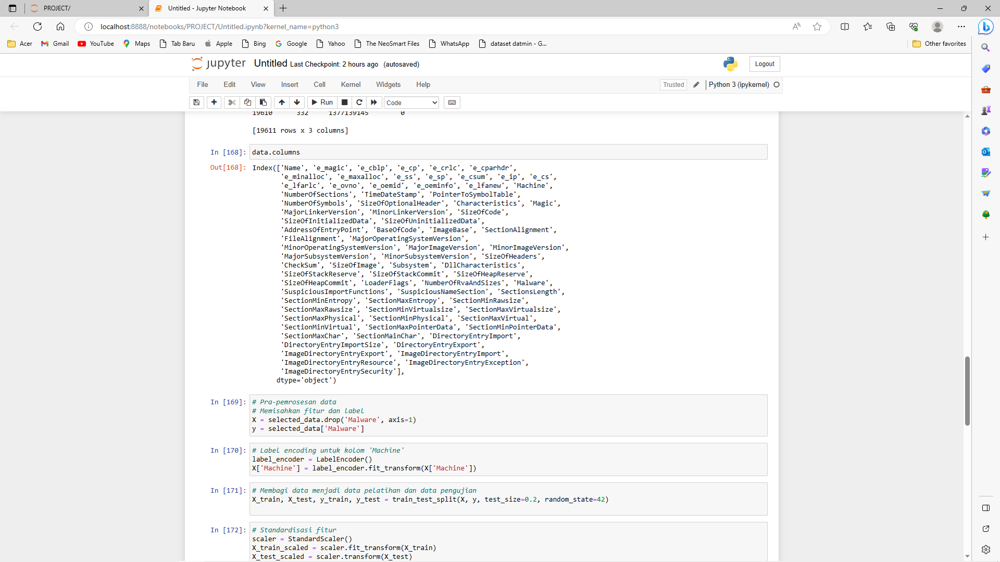 PROJECT/
Untitled - Jupyter Notebook
localhost:8888/notebooks/PROJECT/Untitled.ipynb?kernel_name=python3
Acer Gmail YouTube Maps Tab Baru Apple Bing Google Yahoo The NeoSmart Files WhatsApp dataset datmin - G... Other favorites
jupyter Untitled Last Checkpoint: 2 hours ago (autosaved) Logout
File Edit View Insert Cell Kernel Widgets Help Trusted Python 3 (ipykernel)
Run Code
19610 332 1377139145 0
[19611 rows x 3 columns]
In [168]: data.columns
Out[168]: Index(['Name', 'e_magic', 'e_cblp', 'e_cp', 'e_crlc', 'e_cparhdr',
'e_minalloc', 'e_maxalloc', 'e_ss', 'e_sp', 'e_csum', 'e_ip', 'e_cs',
'e_lfarlc', 'e_ovno', 'e_oemid', 'e_oeminfo', 'e_lfanew', 'Machine',
'NumberOfSections', 'TimeDateStamp', 'PointerToSymbolTable',
'NumberOfSymbols', 'SizeOfOptionalHeader', 'Characteristics', 'Magic',
'MajorLinkerVersion', 'MinorLinkerVersion', 'SizeOfCode',
'SizeOfInitializedData', 'SizeOfUninitializedData',
'AddressOfEntryPoint', 'BaseOfCode', 'ImageBase', 'SectionAlignment',
'FileAlignment', 'MajorOperatingSystemVersion',
'MinorOperatingSystemVersion', 'MajorImageVersion', 'MinorImageVersion',
'MajorSubsystemVersion', 'MinorSubsystemVersion', 'SizeOfHeaders',
'CheckSum', 'SizeOfImage', 'Subsystem', 'DllCharacteristics',
'SizeOfStackReserve', 'SizeOfStackCommit', 'SizeOfHeapReserve',
'SizeOfHeapCommit', 'LoaderFlags', 'NumberOfRvaAndSizes', 'Malware',
'SuspiciousImportFunctions', 'SuspiciousNameSection', 'SectionsLength',
'SectionMinEntropy', 'SectionMaxEntropy', 'SectionMinRawsize',
'SectionMaxRawsize', 'SectionMinVirtualsize', 'SectionMaxVirtualsize',
'SectionMaxPhysical', 'SectionMinPhysical', 'SectionMaxVirtual',
'SectionMinVirtual', 'SectionMaxPointerData', 'SectionMinPointerData',
'SectionMaxChar', 'SectionMainChar', 'DirectoryEntryImport',
'DirectoryEntryImportSize', 'DirectoryEntryExport',
'ImageDirectoryEntryExport', 'ImageDirectoryEntryImport',
'ImageDirectoryEntryResource', 'ImageDirectoryEntryException',
'ImageDirectoryEntrySecurity'],
dtype='object')
In [169]: # Pra-pemrosesan data
# Memisahkan fitur dan label
X = selected_data.drop('Malware', axis=1)
y = selected_data['Malware']
In [170]: # Label encoding untuk kolom 'Machine'
label_encoder = LabelEncoder()
X['Machine'] = label_encoder.fit_transform(X['Machine'])
In [171]: # Membagi data menjadi data pelatihan dan data pengujian
X_train, X_test, y_train, y_test = train_test_split(X, y, test_size=0.2, random_state=42)
In [172]: # Standardisasi fitur
scaler = StandardScaler()
X_train_scaled = scaler.fit_transform(X_train)
X_test_scaled = scaler.transform(X_test)